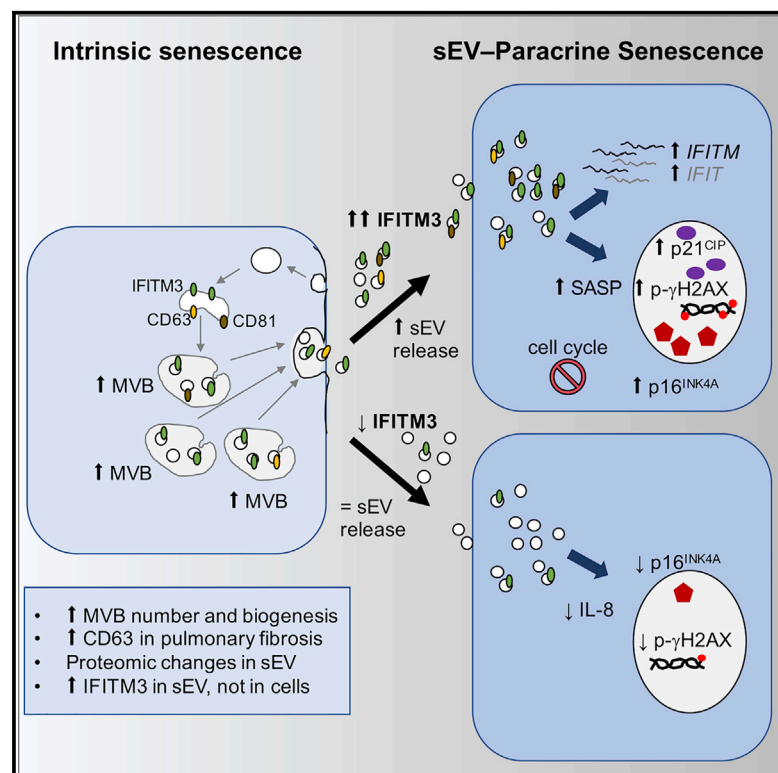 Intrinsic senescence
sEV–Paracrine Senescence
IFITM3
CD63
CD81
⬆ MVB
⬆ MVB
⬆ MVB
⬆⬆ IFITM3
⬆ sEV
release
↓ IFITM3
= sEV
release
⬆ IFITM
⬆ IFIT
⬆ p21CIP
⬆ SASP
⬆ p-γH2AX
cell cycle
⬆ p16INK4A
↓ p16INK4A
↓ IL-8
↓ p-γH2AX
• ⬆ MVB number and biogenesis
• ⬆ CD63 in pulmonary fibrosis
• Proteomic changes in sEV
• ⬆ IFITM3 in sEV, not in cells